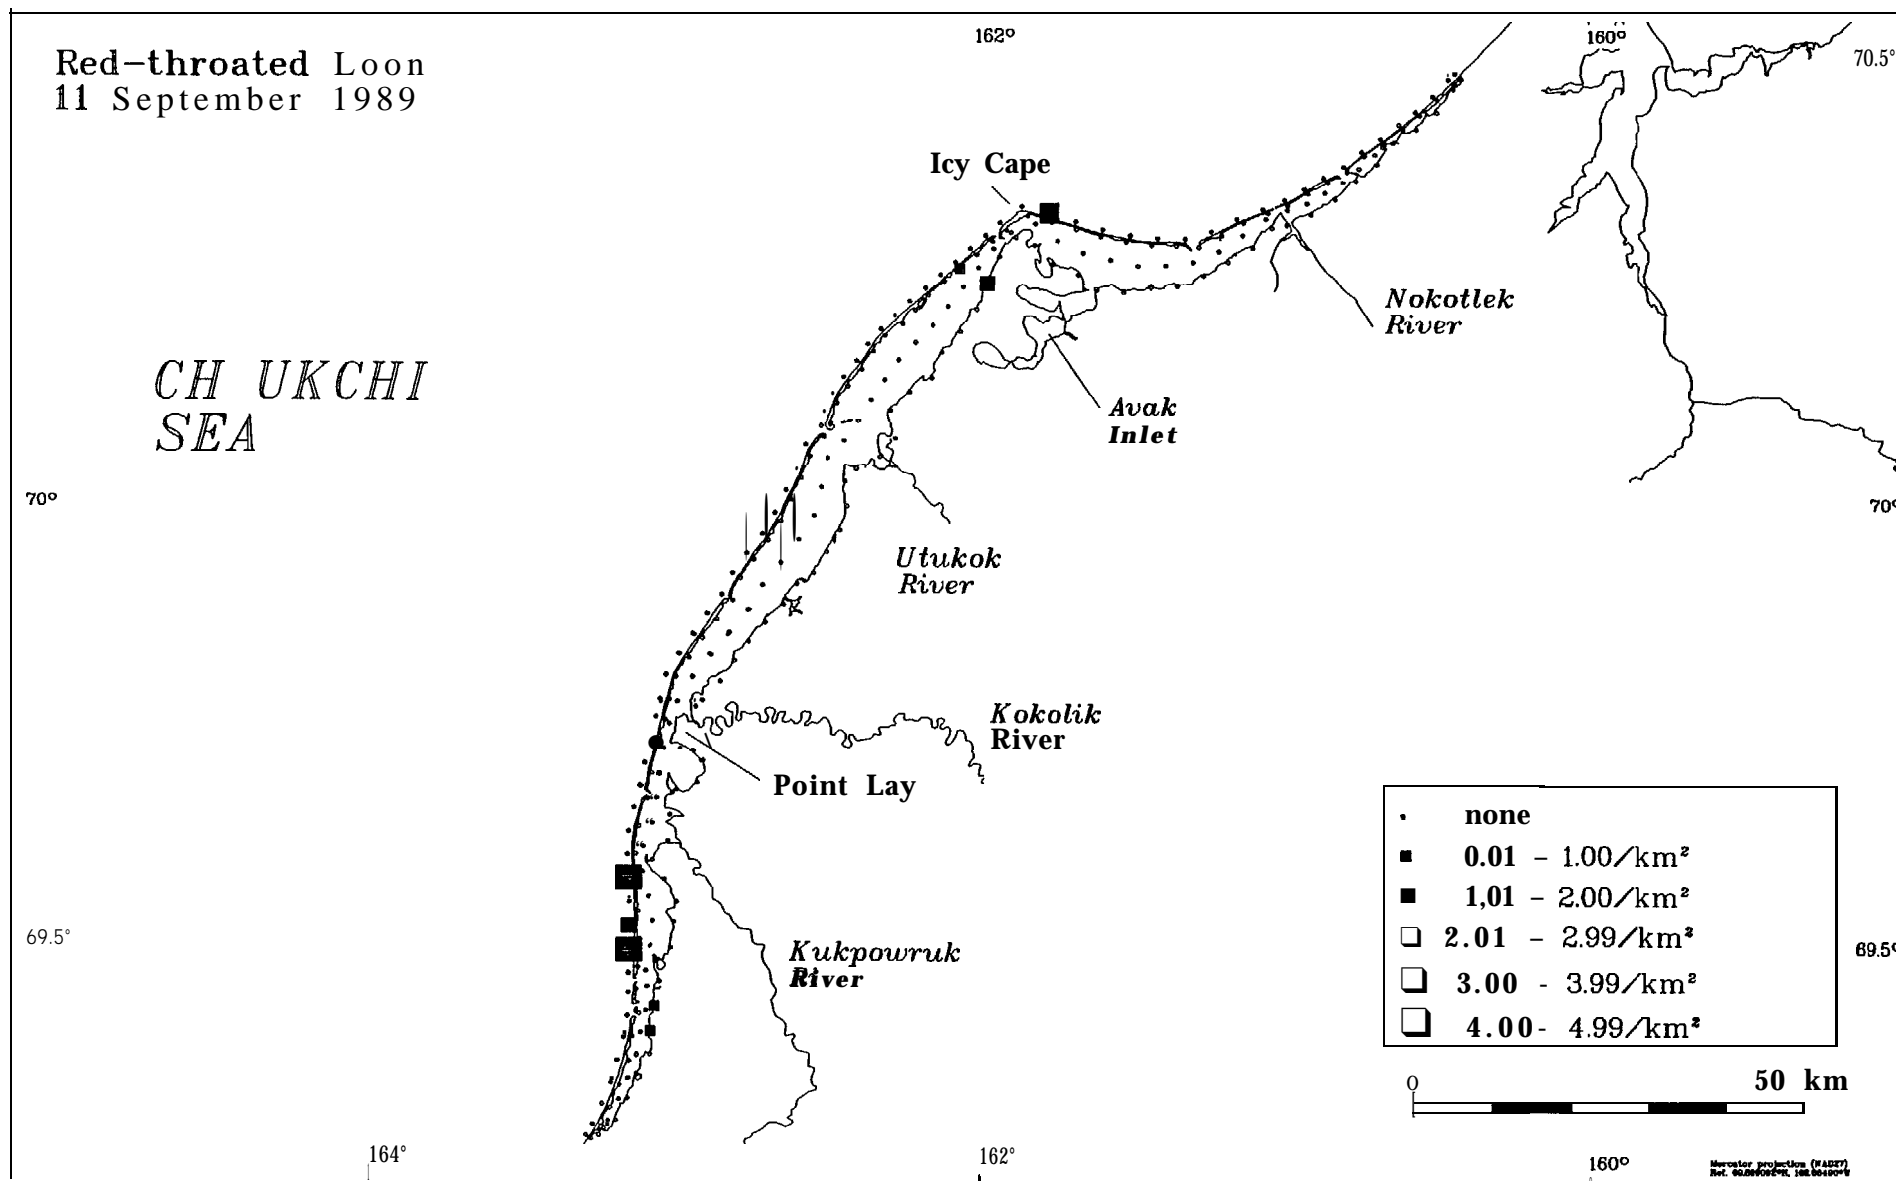 Red-throated Loon
11 September 1989
162°
160°
70.5°
Icy Cape
Nokotlek
River
CH UKCHI
SEA
Avak
Inlet
70°
70°
Utukok
River
Kokolik
River
Point Lay
none
0.01 - 1.00/km²
1,01 - 2.00/km²
2.01 - 2.99/km²
3.00 - 3.99/km²
4.00- 4.99/km²
69.5°
69.5°
Kukpowruk
River
0 50 km
164°
162°
160°
Mercator projection (NAD27)
Ref.